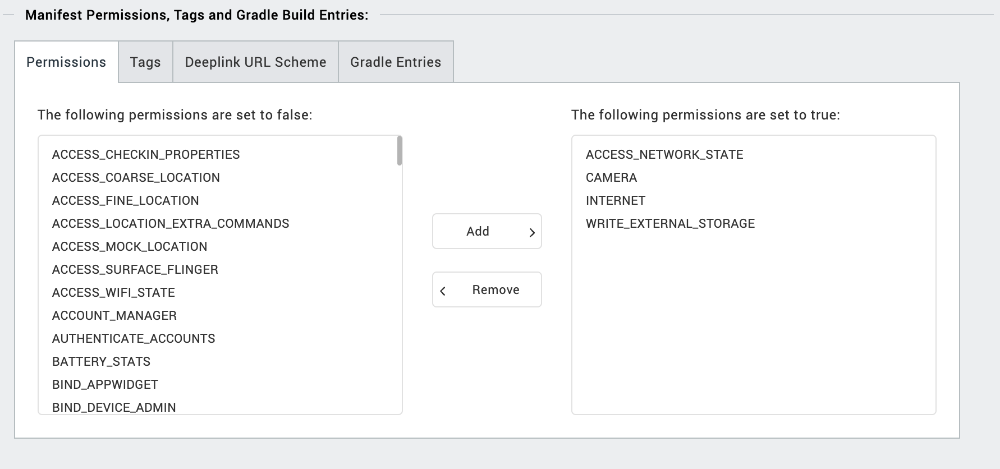 Manifest Permissions, Tags and Gradle Build Entries:
Permissions
Tags
Deeplink URL Scheme
Gradle Entries
The following permissions are set to false:
ACCESS_CHECKIN_PROPERTIES
ACCESS_COARSE_LOCATION
ACCESS_FINE_LOCATION
ACCESS_LOCATION_EXTRA_COMMANDS
ACCESS_MOCK_LOCATION
ACCESS_SURFACE_FLINGER
ACCESS_WIFI_STATE
ACCOUNT_MANAGER
AUTHENTICATE_ACCOUNTS
BATTERY_STATS
BIND_APPWIDGET
BIND_DEVICE_ADMIN
Add
Remove
The following permissions are set to true:
ACCESS_NETWORK_STATE
CAMERA
INTERNET
WRITE_EXTERNAL_STORAGE